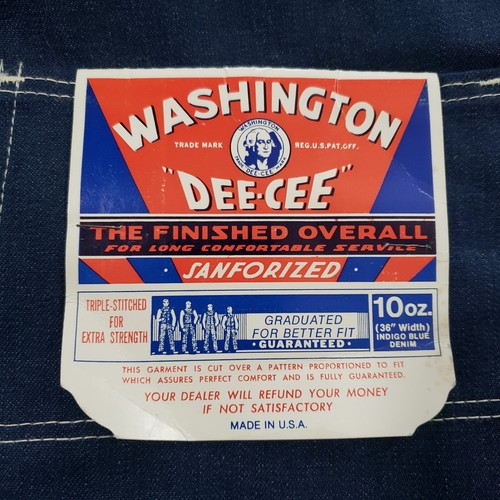 WASHINGTON
TRADE MARK
WASHINGTON
DEE-CEE
REG.U.S.PAT.OFF.
"DEE-CEE"
THE FINISHED OVERALL
FOR LONG COMFORTABLE SERVICE
· SANFORIZED ·
TRIPLE-STITCHED
FOR
EXTRA STRENGTH
GRADUATED
FOR BETTER FIT
· GUARANTEED ·
10 oz.
(36" Width)
INDIGO BLUE
DENIM
THIS GARMENT IS CUT OVER A PATTERN PROPORTIONED TO FIT
WHICH ASSURES PERFECT COMFORT AND IS FULLY GUARANTEED.
YOUR DEALER WILL REFUND YOUR MONEY
IF NOT SATISFACTORY
MADE IN U.S.A.